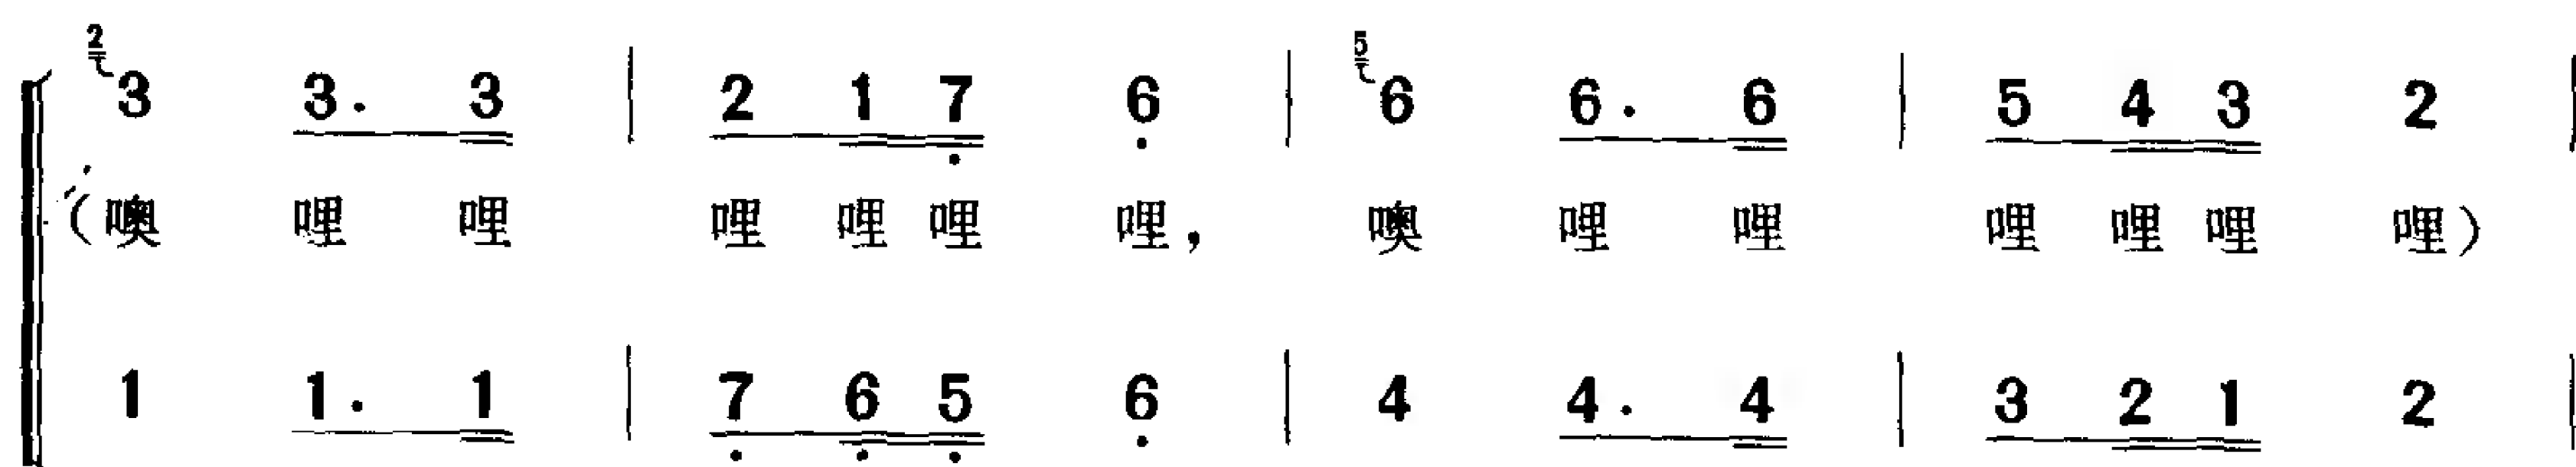 2 3 3. 3 | 2 1 7 6 | 5 6 6. 6 | 5 4 3 2 |
（噢 哩 哩 哩 哩 哩 哩， 噢 哩 哩 哩 哩 哩 哩）
1 1. 1 | 7 6 5 6 | 4 4. 4 | 3 2 1 2 |